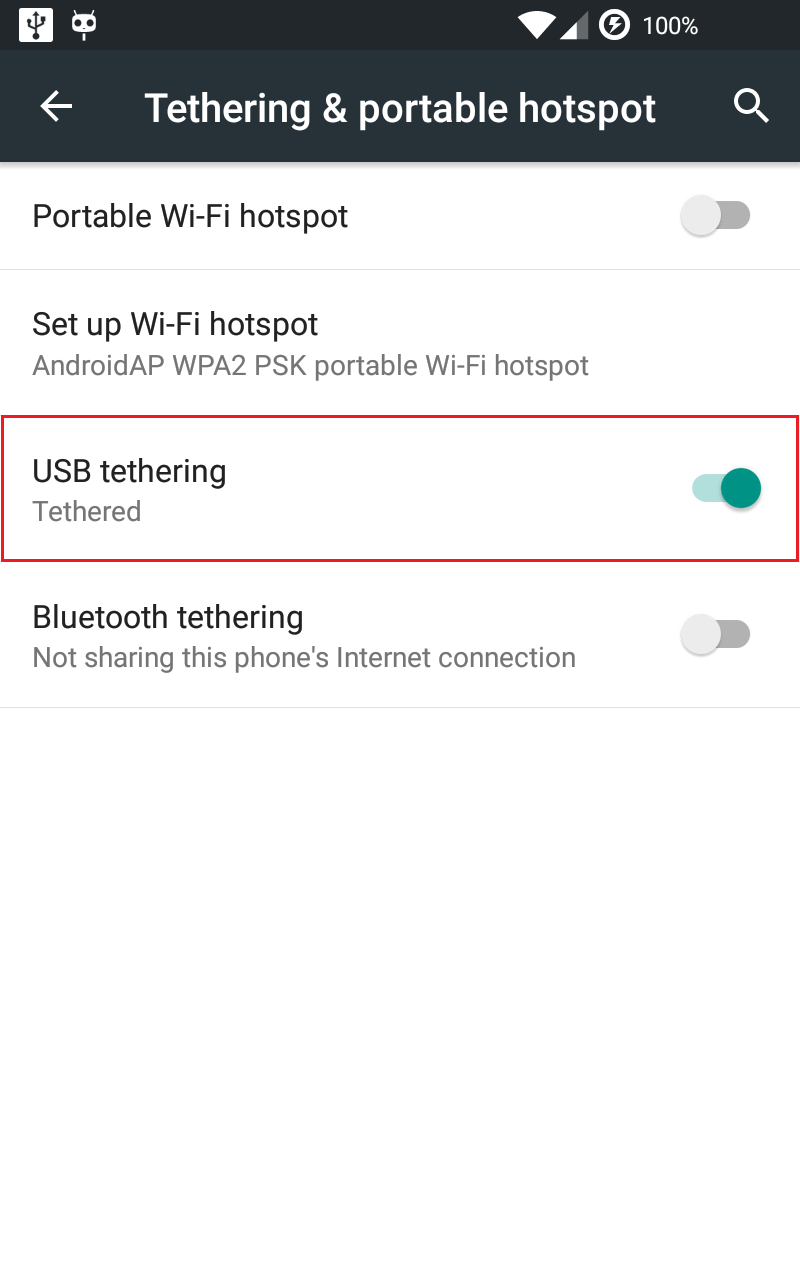 100%
Tethering & portable hotspot
Portable Wi-Fi hotspot
Set up Wi-Fi hotspot
AndroidAP WPA2 PSK portable Wi-Fi hotspot
USB tethering
Tethered
Bluetooth tethering
Not sharing this phone's Internet connection